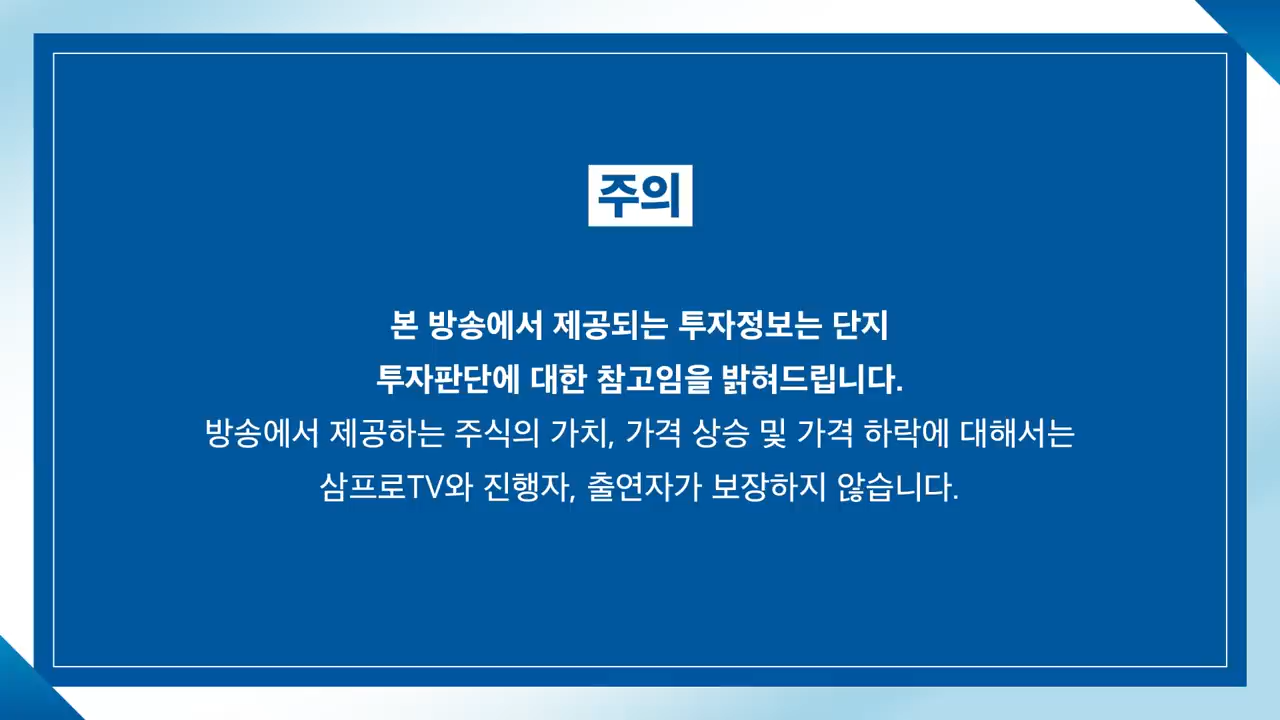 주의
본 방송에서 제공되는 투자정보는 단지
투자판단에 대한 참고임을 밝혀드립니다.
방송에서 제공하는 주식의 가치, 가격 상승 및 가격 하락에 대해서는
삼프로TV와 진행자, 출연자가 보장하지 않습니다.